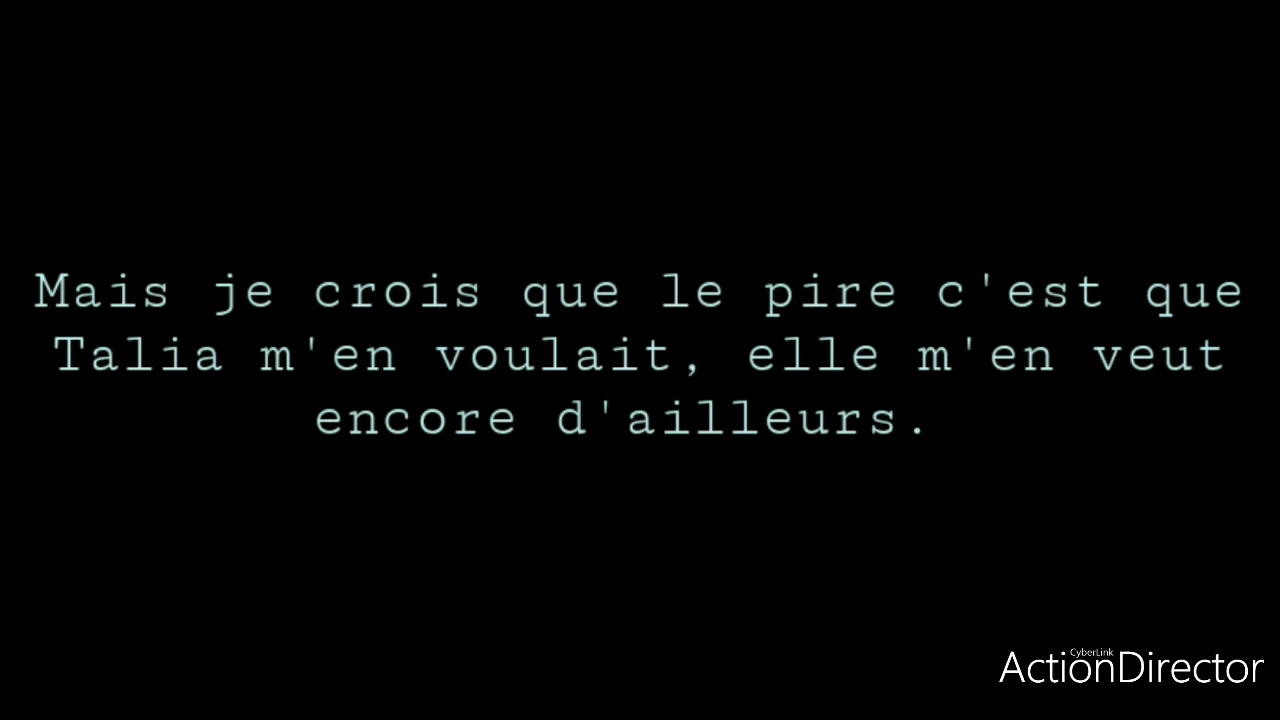 Mais je crois que le pire c'est que
Talia m'en voulait, elle m'en veut
encore d'ailleurs.
CyberLink
ActionDirector